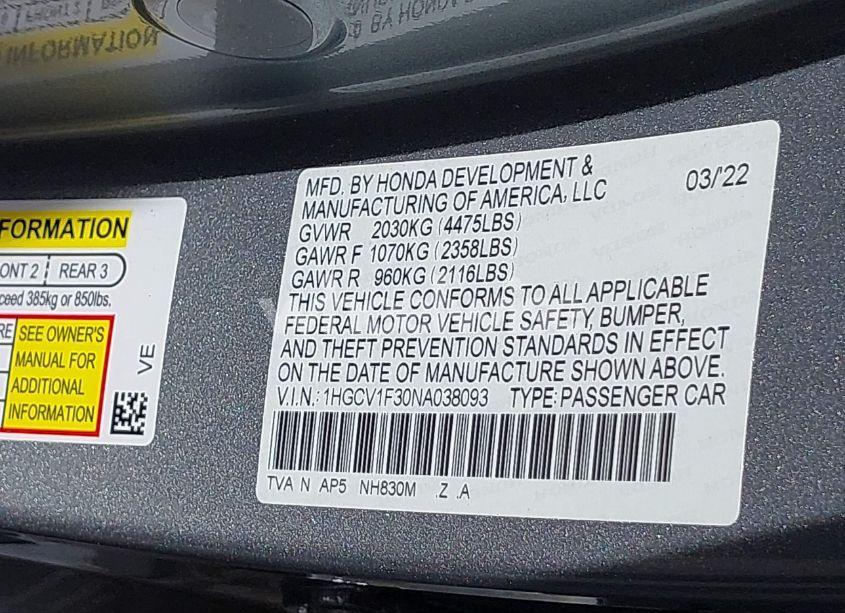 FORMATION
ONT 2 REAR 3
ceed 385kg or 850lbs.
RE SEE OWNER'S
MANUAL FOR
ADDITIONAL
INFORMATION
VE
MFD. BY HONDA DEVELOPMENT &
MANUFACTURING OF AMERICA, LLC 03/'22
GVWR 2030KG (4475LBS)
GAWR F 1070KG (2358LBS)
GAWR R 960KG (2116LBS)
THIS VEHICLE CONFORMS TO ALL APPLICABLE
FEDERAL MOTOR VEHICLE SAFETY, BUMPER,
AND THEFT PREVENTION STANDARDS IN EFFECT
ON THE DATE OF MANUFACTURE SHOWN ABOVE.
V.I.N.: 1HGCV1F30NA038093 TYPE: PASSENGER CAR
TVA N AP5 NH830M .Z .A
INFORMATION
BY HONDA